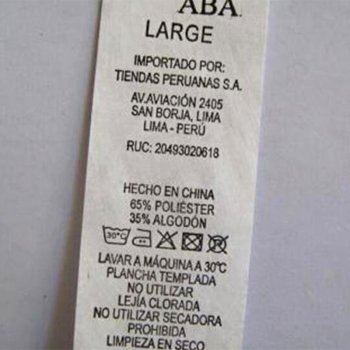 ABA.
LARGE
IMPORTADO POR:
TIENDAS PERUANAS S.A.
AV.AVIACIÓN 2405
SAN BORJA, LIMA
LIMA - PERÚ
RUC: 20493020618
HECHO EN CHINA
65% POLIÉSTER
35% ALGODÓN
30°C
LAVAR A MÁQUINA A 30°C
PLANCHA TEMPLADA
NO UTILIZAR
LEJÍA CLORADA
NO UTILIZAR SECADORA
PROHIBIDA
LIMPIEZA EN SECO